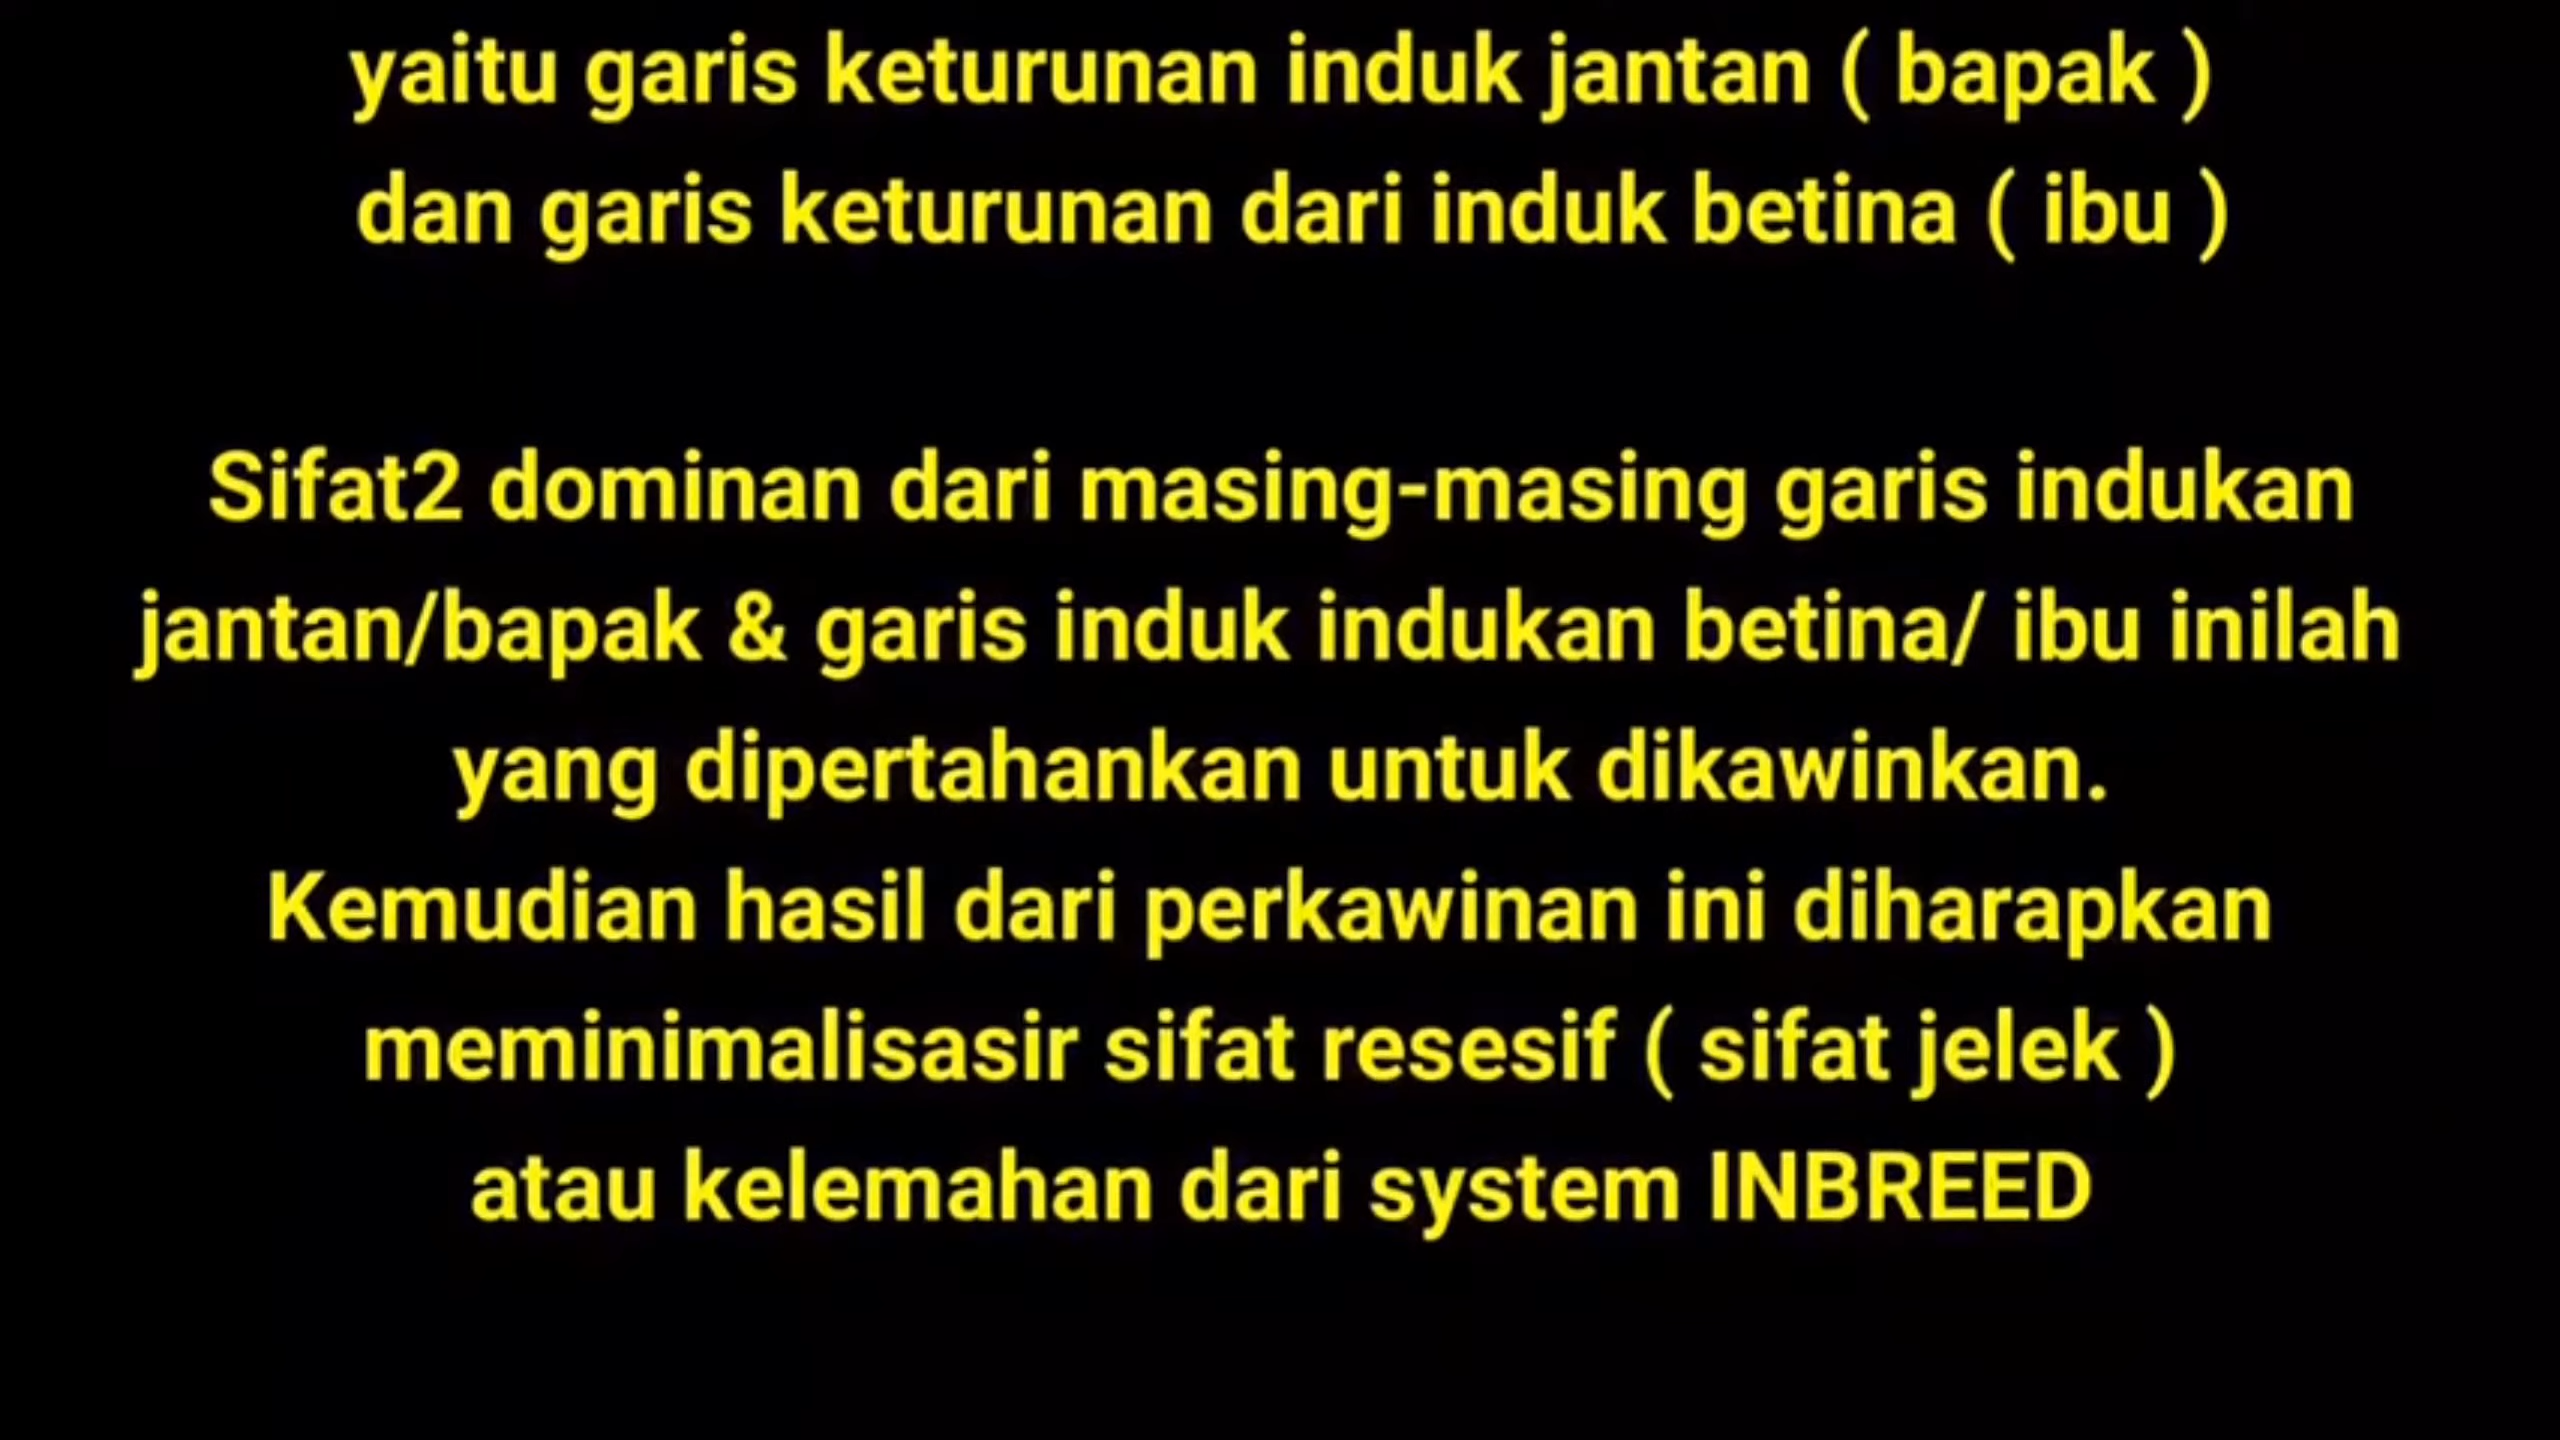 yaitu garis keturunan induk jantan ( bapak )
dan garis keturunan dari induk betina ( ibu )
Sifat2 dominan dari masing-masing garis indukan
jantan/bapak & garis induk indukan betina/ ibu inilah
yang dipertahankan untuk dikawinkan.
Kemudian hasil dari perkawinan ini diharapkan
meminimalisasir sifat resesif ( sifat jelek )
atau kelemahan dari system INBREED